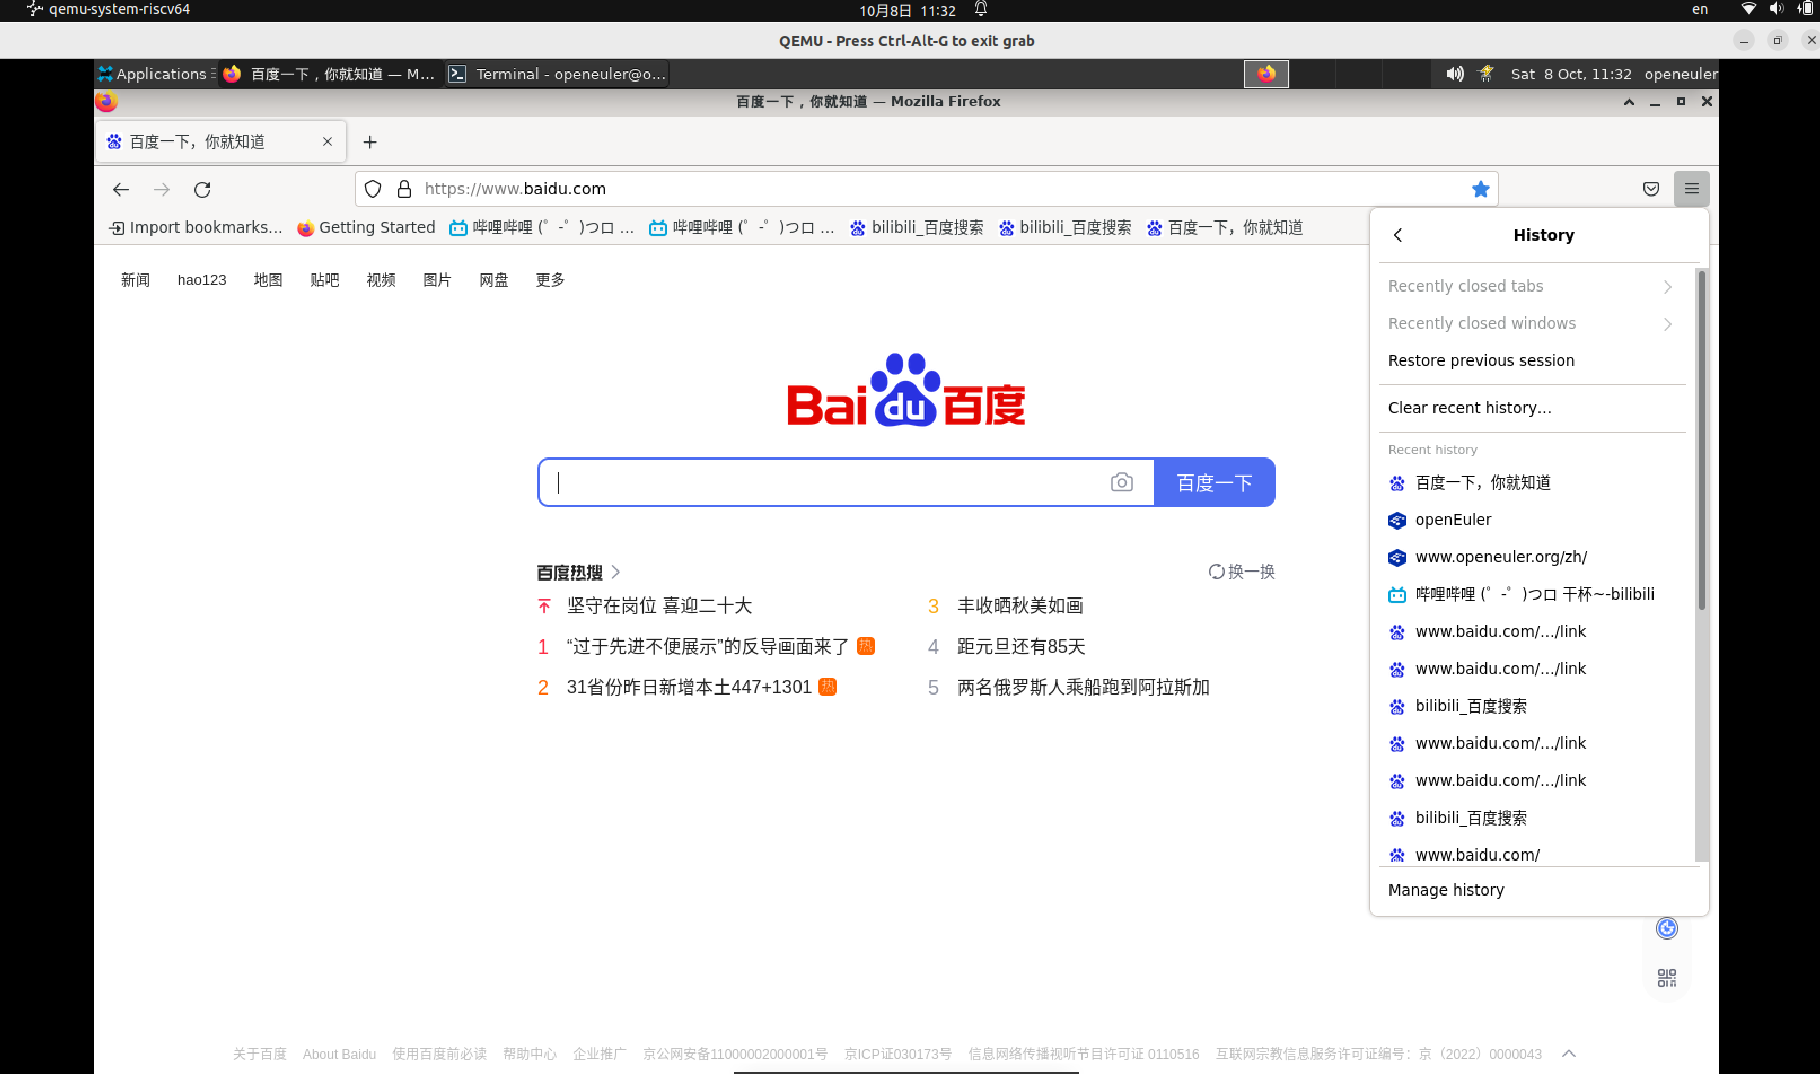 qemu-system-riscv64
10月8日 11:32
en
QEMU - Press Ctrl-Alt-G to exit grab
Applications
百度一下，你就知道 — M...
Terminal - openeuler@o...
Sat 8 Oct, 11:32
openeuler
百度一下，你就知道 — Mozilla Firefox
百度一下，你就知道
https://www.baidu.com
Import bookmarks...
Getting Started
哔哩哔哩 (゜-゜)つロ ...
哔哩哔哩 (゜-゜)つロ ...
bilibili_百度搜索
bilibili_百度搜索
百度一下，你就知道
新闻
hao123
地图
贴吧
视频
图片
网盘
更多
Bai du 百度
百度一下
百度热搜
换一换
坚守在岗位 喜迎二十大
1 “过于先进不便展示”的反导画面来了 热
2 31省份昨日新增本土447+1301 热
3 丰收晒秋美如画
4 距元旦还有85天
5 两名俄罗斯人乘船跑到阿拉斯加
History
Recently closed tabs
Recently closed windows
Restore previous session
Clear recent history...
Recent history
百度一下，你就知道
openEuler
www.openeuler.org/zh/
哔哩哔哩 (゜-゜)つロ 干杯~-bilibili
www.baidu.com/.../link
www.baidu.com/.../link
bilibili_百度搜索
www.baidu.com/.../link
www.baidu.com/.../link
bilibili_百度搜索
www.baidu.com/
Manage history
关于百度
About Baidu
使用百度前必读
帮助中心
企业推广
京公网安备11000002000001号
京ICP证030173号
信息网络传播视听节目许可证 0110516
互联网宗教信息服务许可证编号：京（2022）0000043